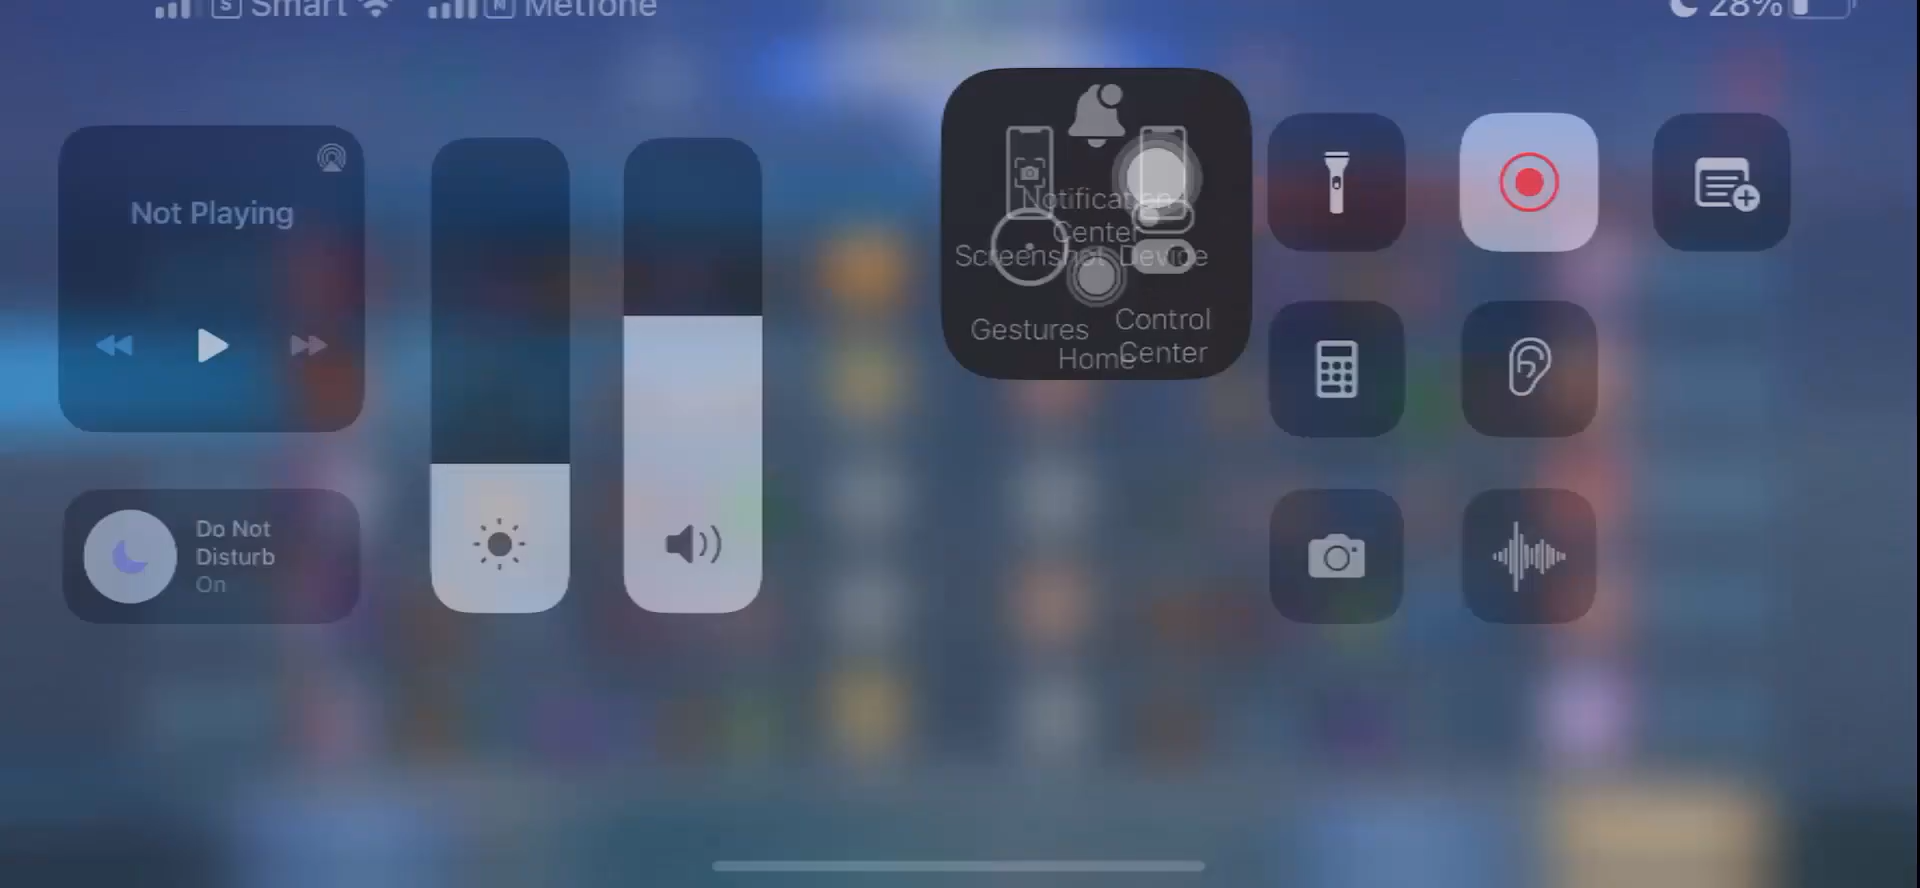 S Smart M Metfone 28%
Not Playing
Notification
Center
Screenshot Device
Gestures
Control
Center
Home
Do Not
Disturb
On